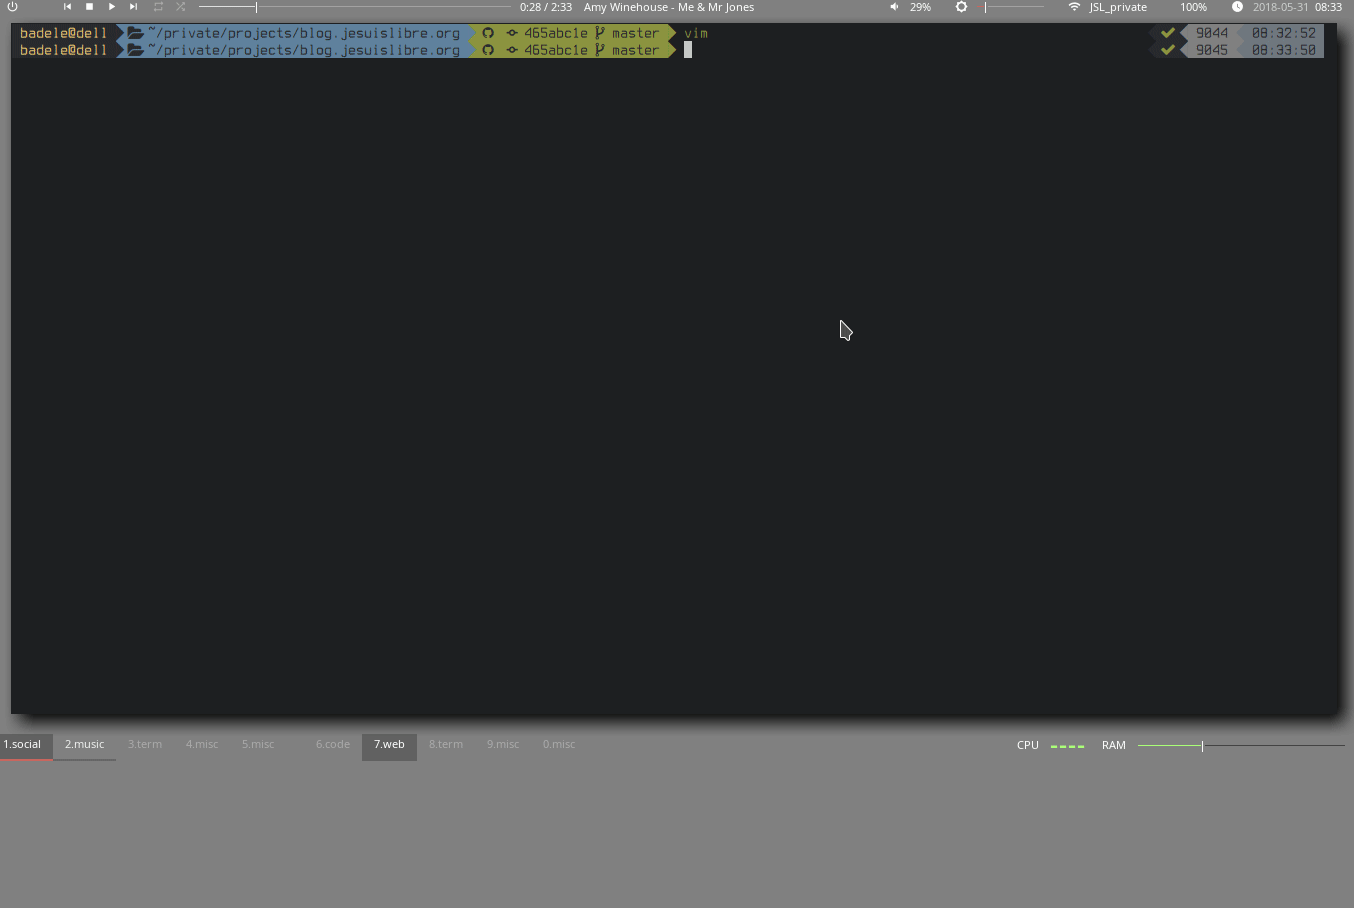 0:28 / 2:33 Amy Winehouse - Me & Mr Jones 29% JSL_private 100% 2018-05-31 08:33
badele@dell ~/private/projects/blog.jesuislibre.org 465abc1e master vim 9044 08:32:52
badele@dell ~/private/projects/blog.jesuislibre.org 465abc1e master 9045 08:33:50
1.social 2.music 3.term 4.misc 5.misc 6.code 7.web 8.term 9.misc 0.misc CPU RAM